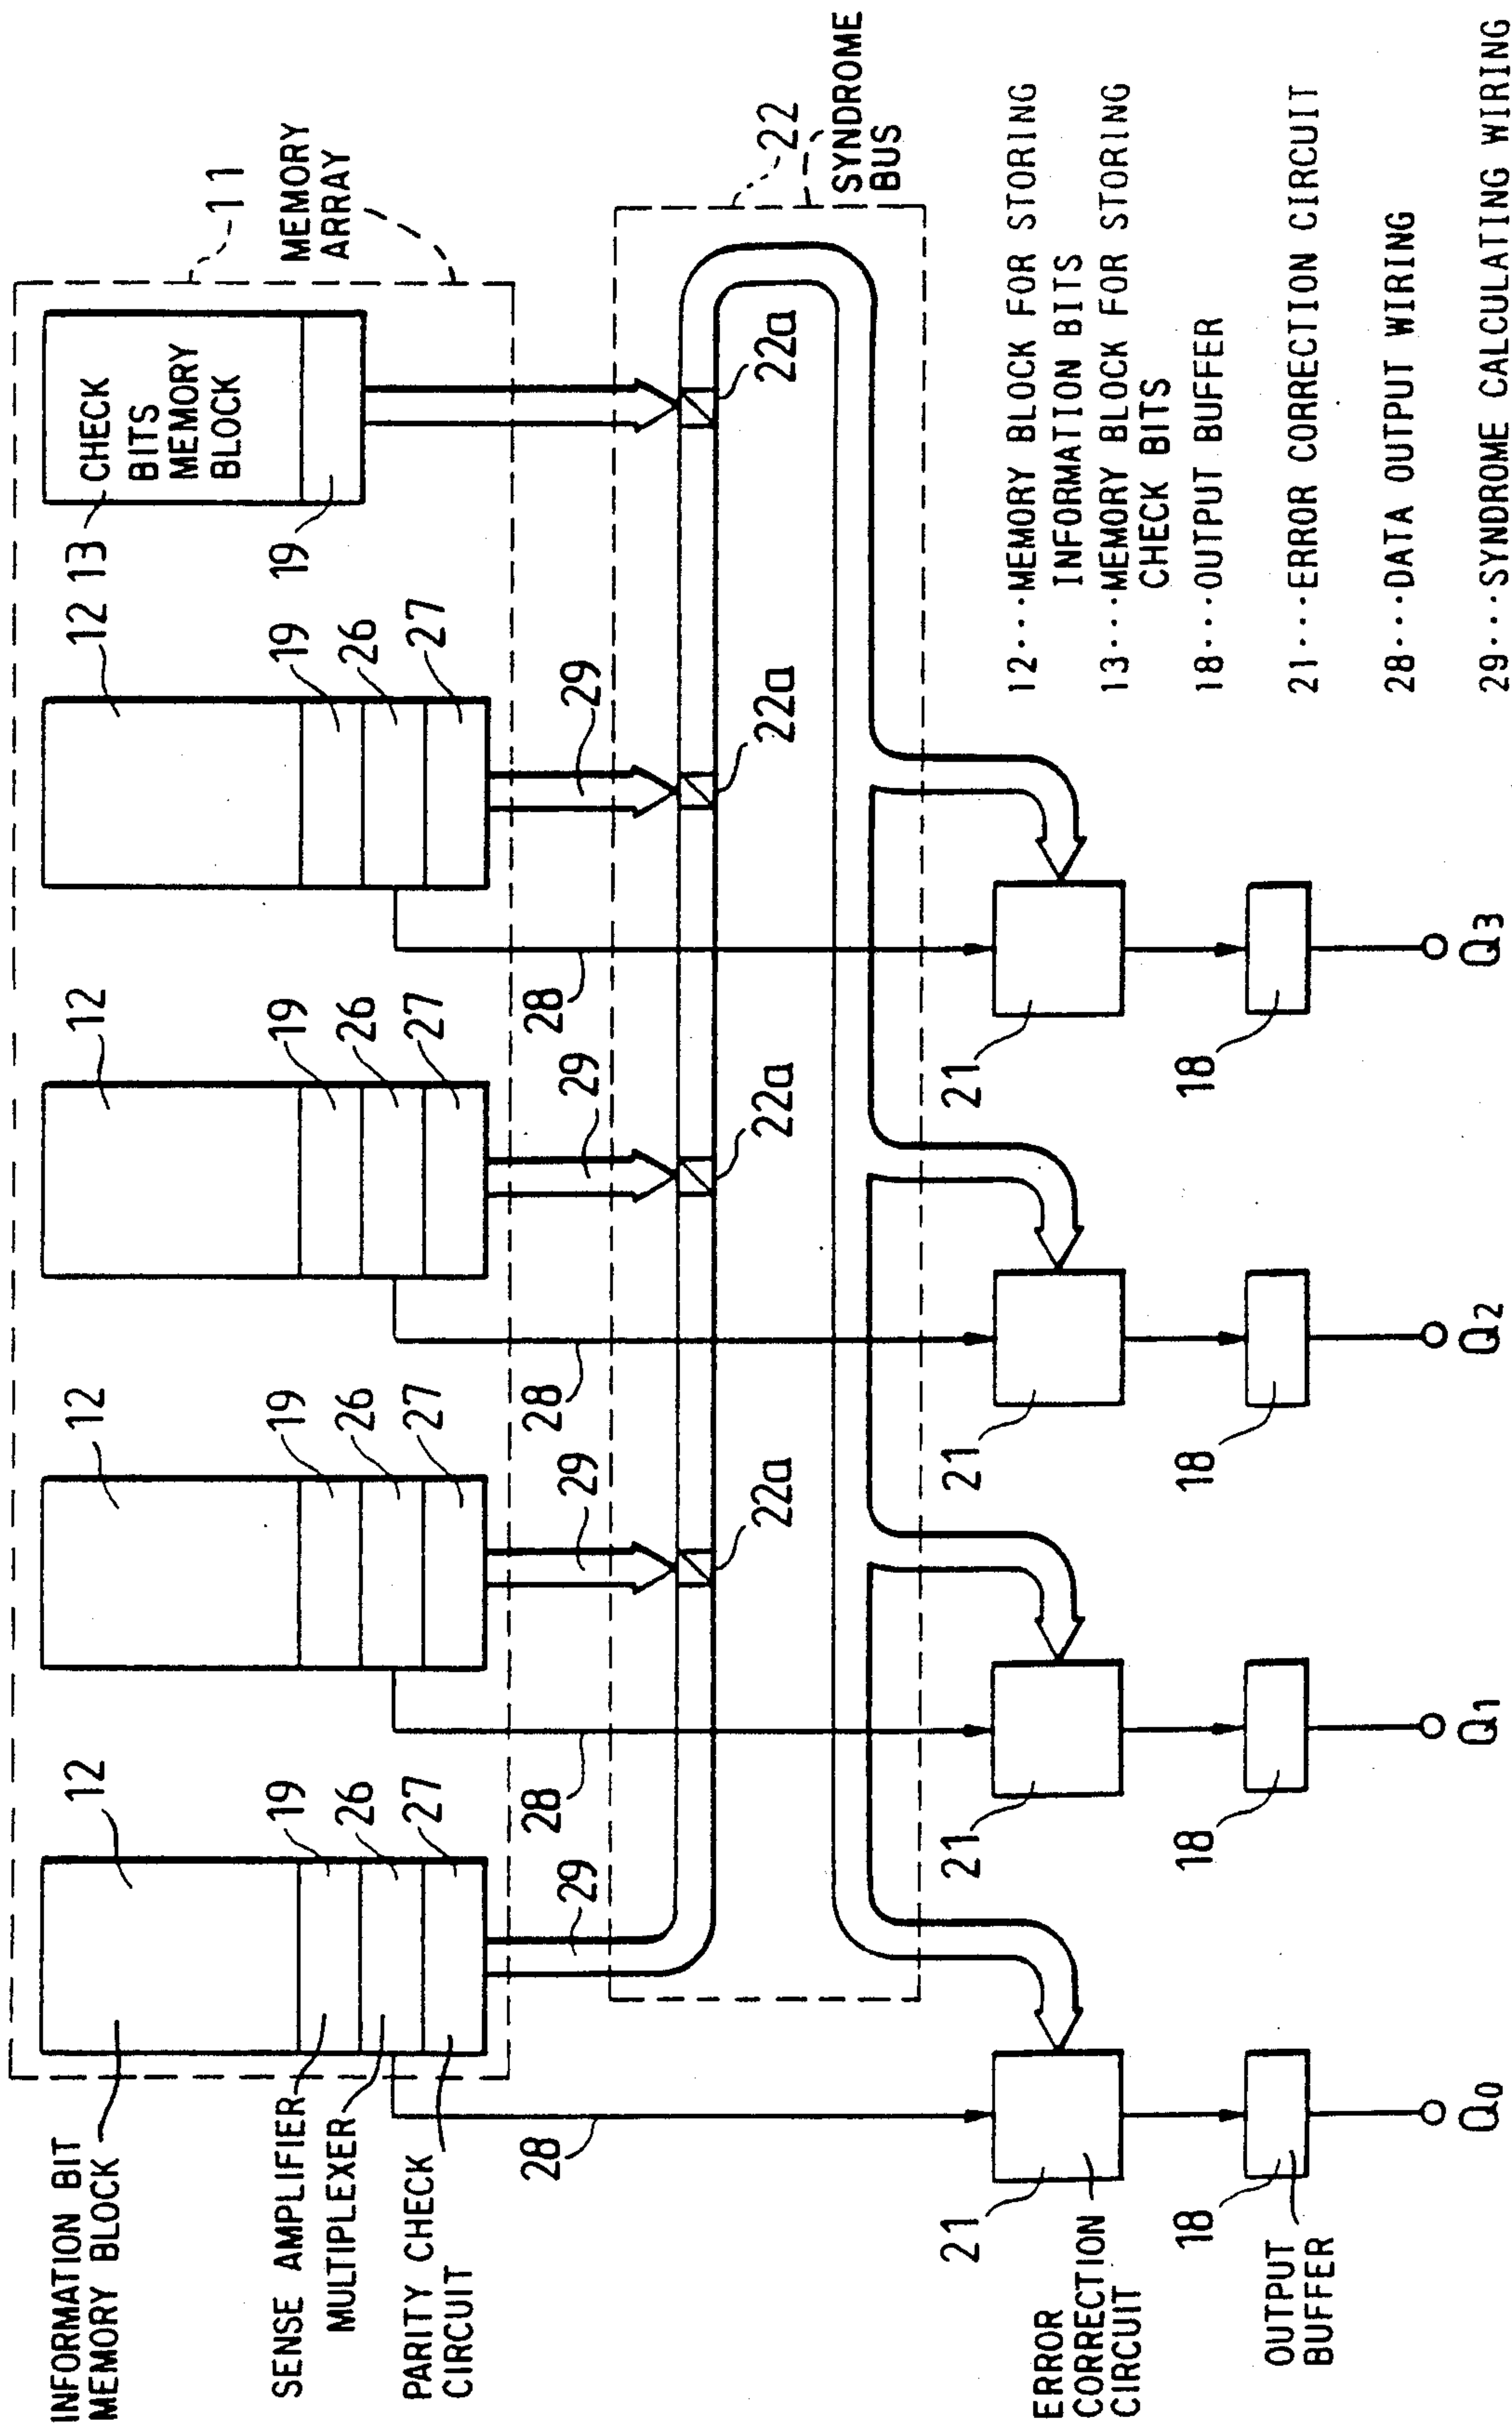 INFORMATION BIT
MEMORY BLOCK
SENSE AMPLIFIER
MULTIPLEXER
PARITY CHECK
CIRCUIT
12
19
26
27
12
19
26
27
12
19
26
27
12
19
26
27
13
CHECK
BITS
MEMORY
BLOCK
19
11
MEMORY
ARRAY
28
29
28
29
28
29
28
29
22a
22a
22a
22a
22
SYNDROME
BUS
ERROR
CORRECTION
CIRCUIT
21
21
21
21
OUTPUT
BUFFER
18
18
18
18
Q0
Q1
Q2
Q3
12···MEMORY BLOCK FOR STORING
INFORMATION BITS
13···MEMORY BLOCK FOR STORING
CHECK BITS
18···OUTPUT BUFFER
21···ERROR CORRECTION CIRCUIT
28···DATA OUTPUT WIRING
29···SYNDROME CALCULATING WIRING